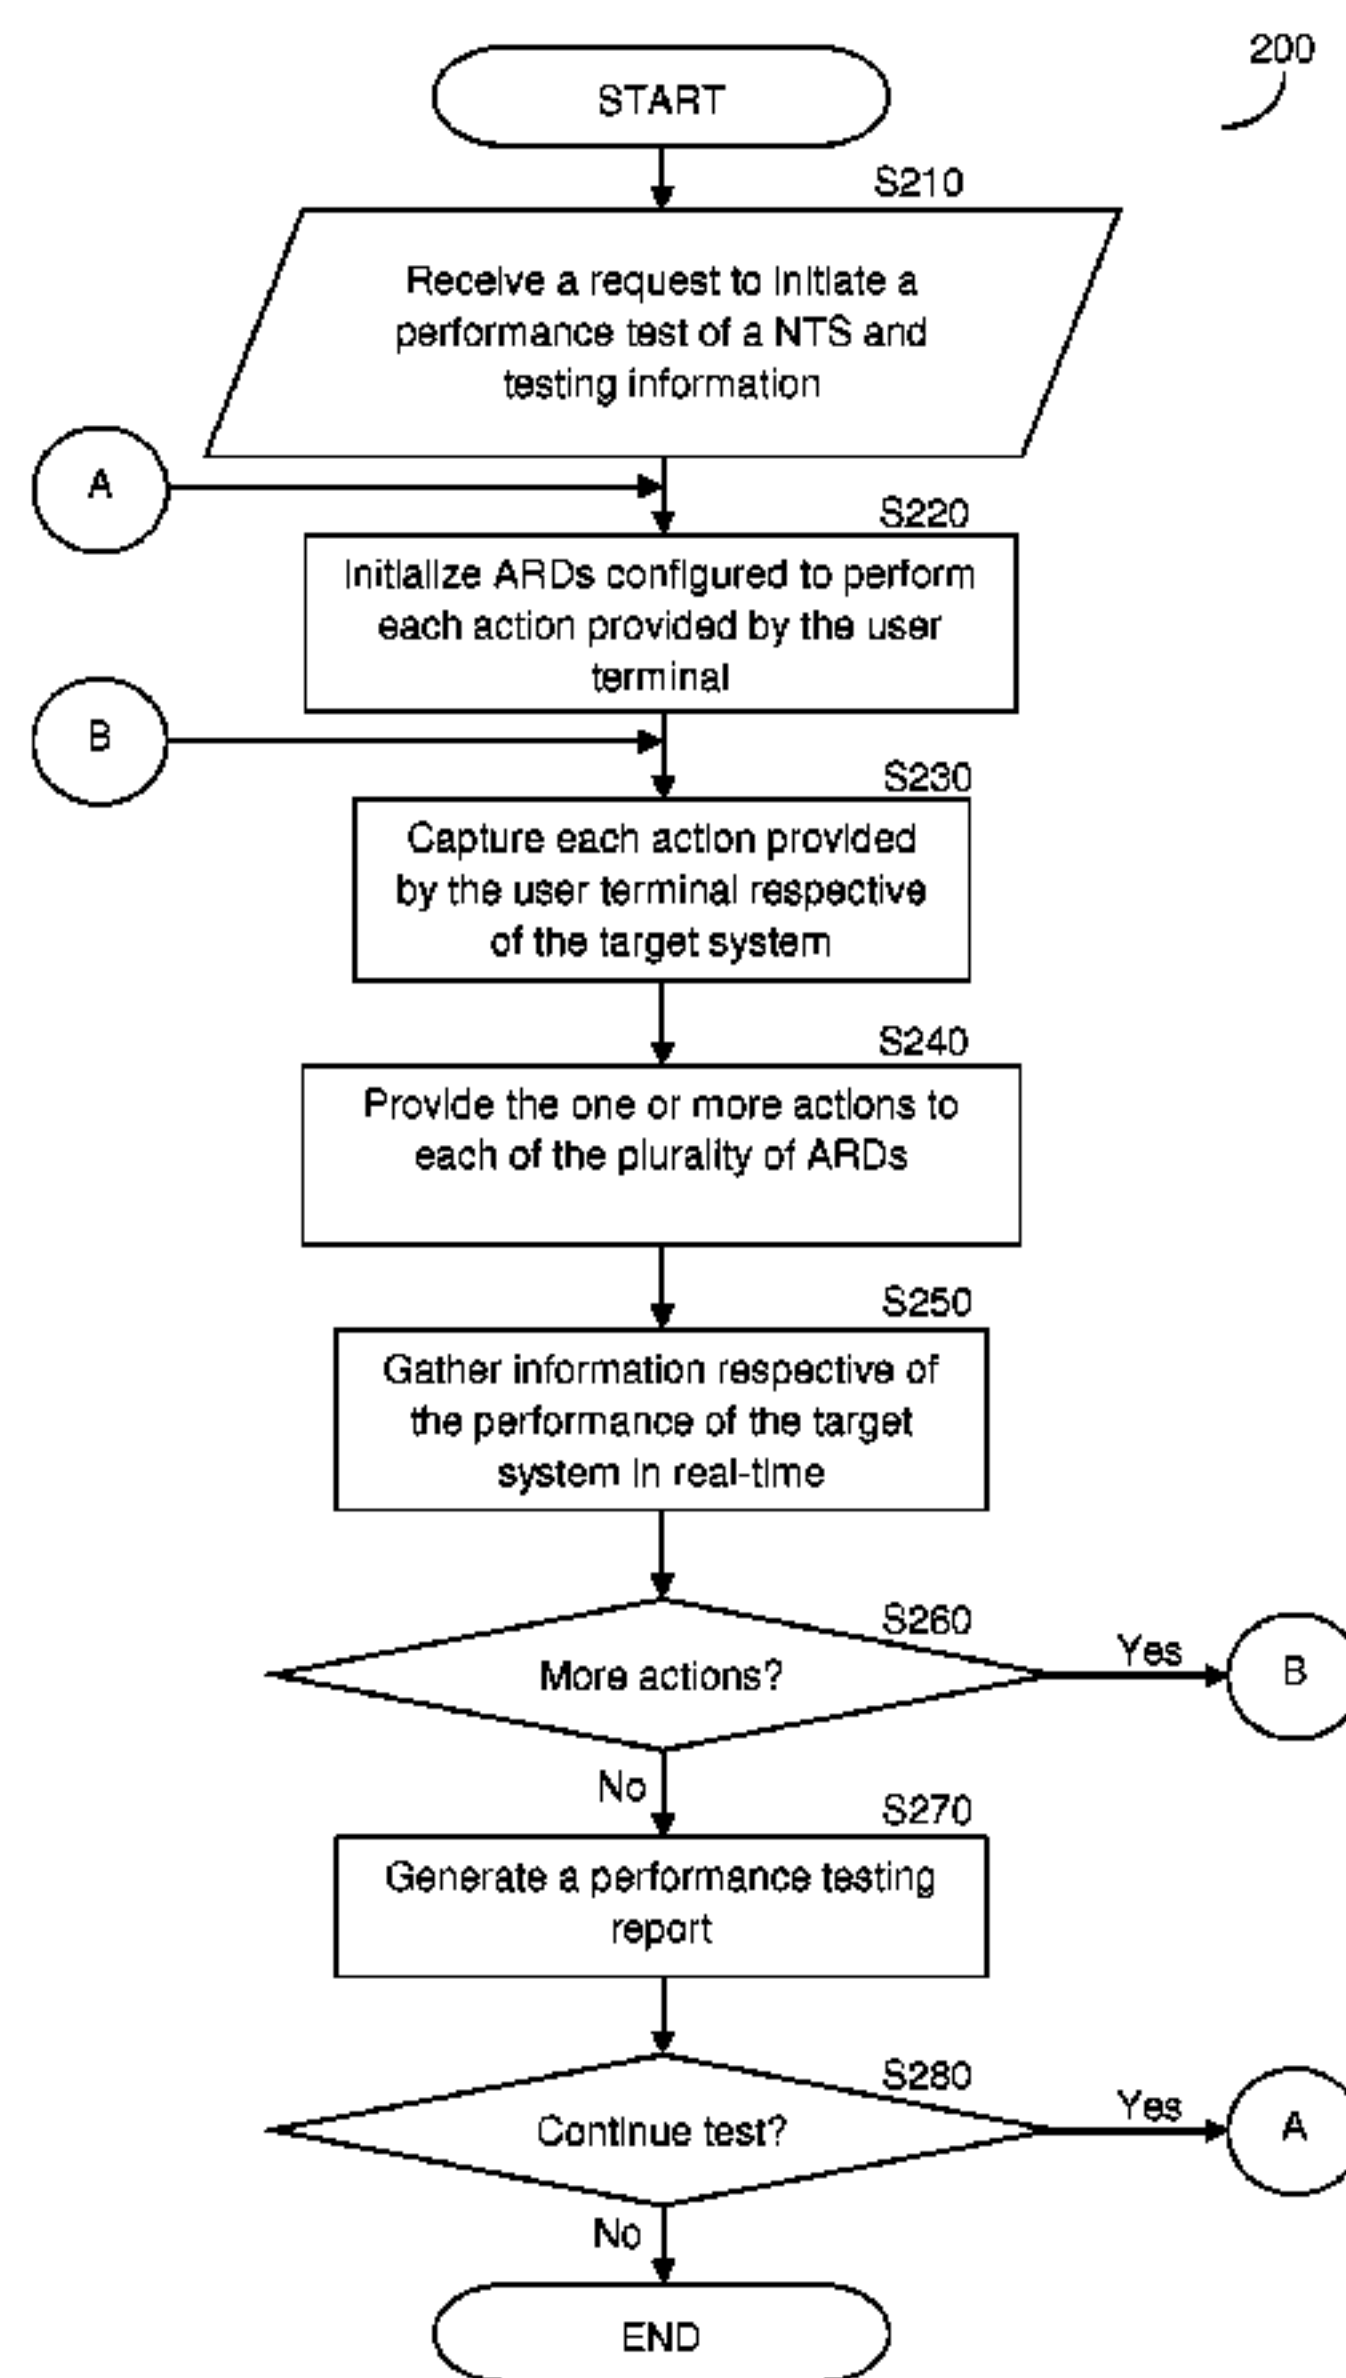 200
START
S210
Receive a request to initiate a
performance test of a NTS and
testing information
A
S220
Initialize ARDs configured to perform
each action provided by the user
terminal
B
S230
Capture each action provided
by the user terminal respective
of the target system
S240
Provide the one or more actions to
each of the plurality of ARDs
S250
Gather information respective of
the performance of the target
system in real-time
S260
More actions?
Yes
B
No
S270
Generate a performance testing
report
S280
Continue test?
Yes
A
No
END